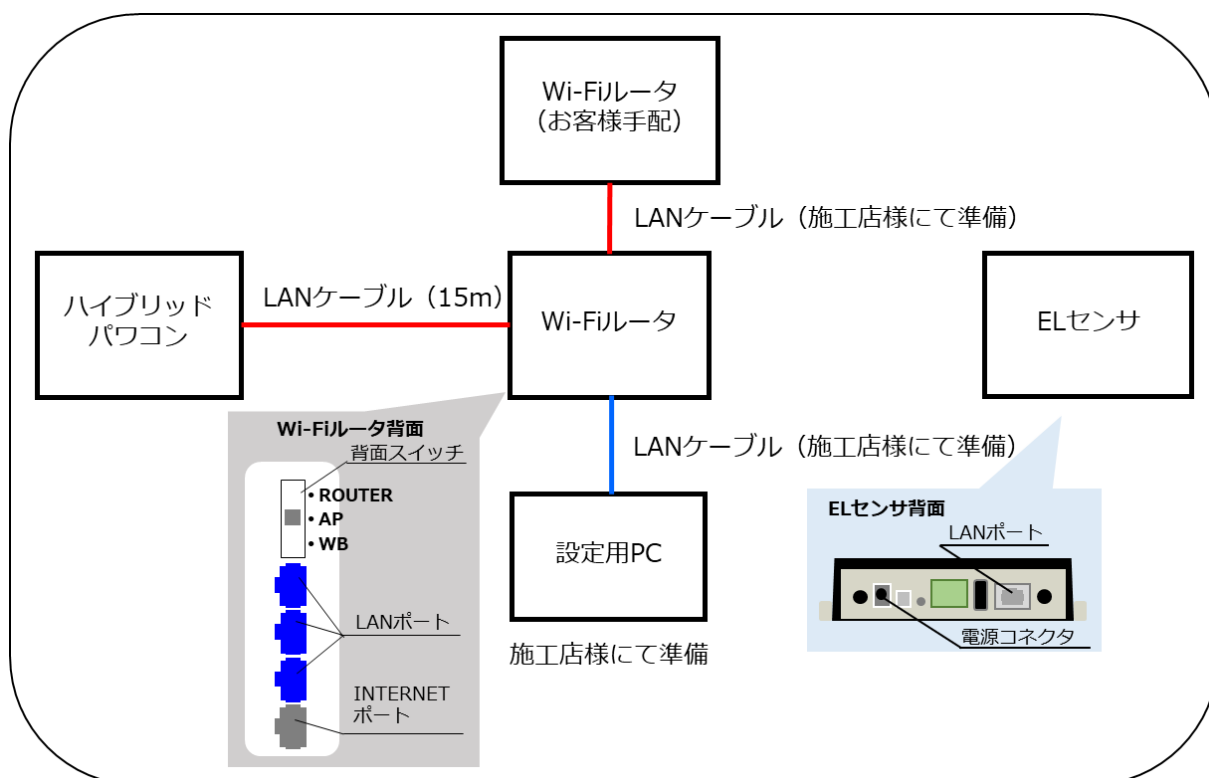 Wi-Fiルータ
（お客様手配）
LANケーブル（施工店様にて準備）
ハイブリッド
パワコン
LANケーブル（15m）
Wi-Fiルータ
ELセンサ
Wi-Fiルータ背面
背面スイッチ
• ROUTER
• AP
• WB
LANポート
INTERNET
ポート
LANケーブル（施工店様にて準備）
設定用PC
施工店様にて準備
ELセンサ背面
LANポート
電源コネクタ